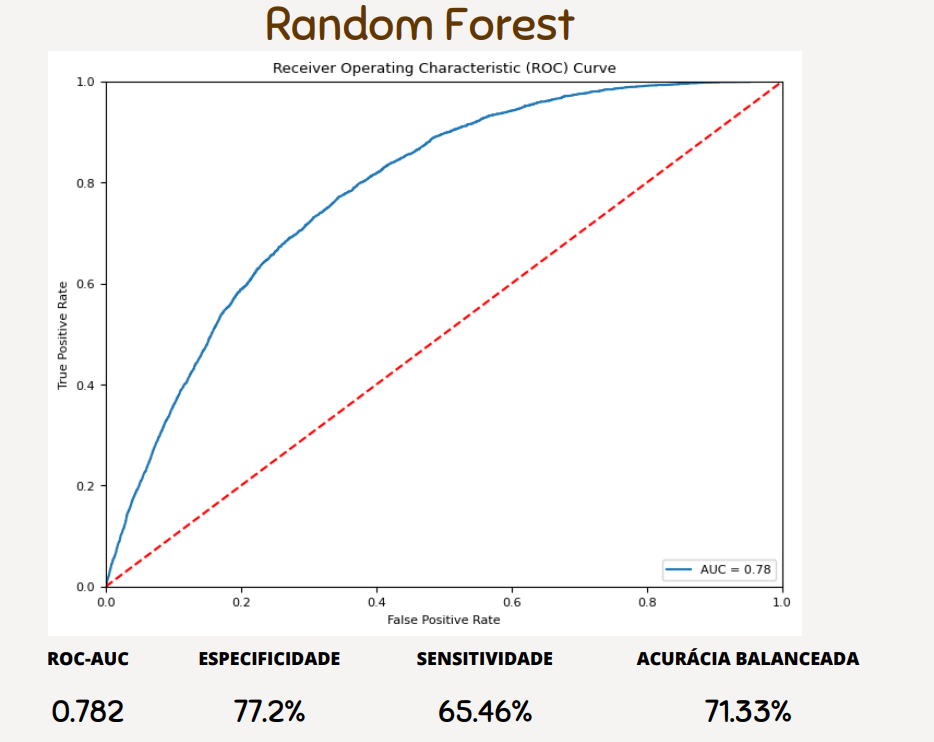 Random Forest
Receiver Operating Characteristic (ROC) Curve
1.0
0.8
0.6
0.4
0.2
0.0
True Positive Rate
AUC = 0.78
0.0 0.2 0.4 0.6 0.8 1.0
False Positive Rate
ROC-AUC ESPECIFICIDADE SENSITIVIDADE ACURÁCIA BALANCEADA
0.782 77.2% 65.46% 71.33%